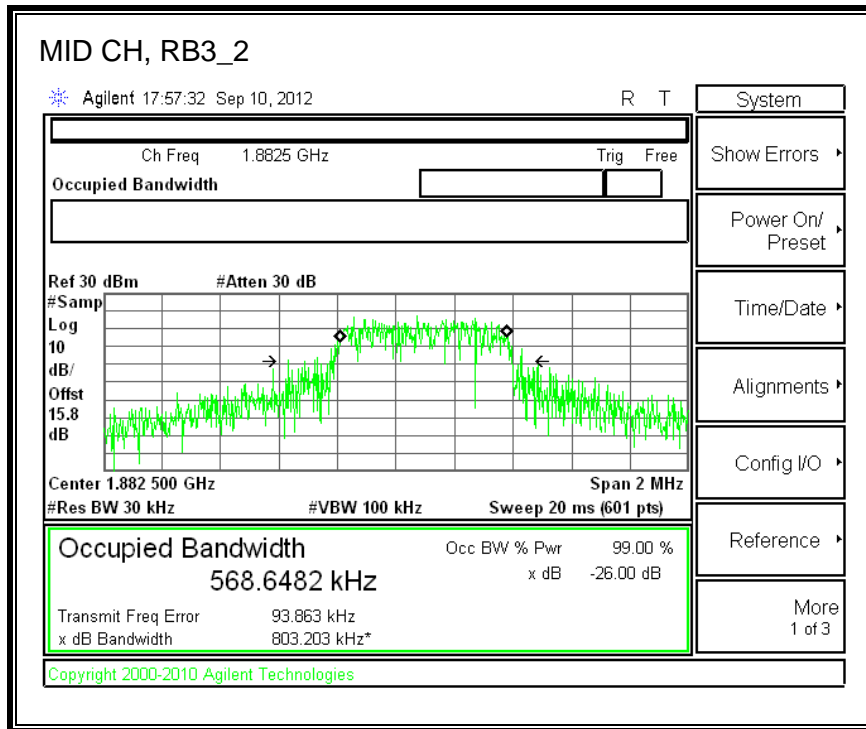 MID CH, RB3_2
Agilent 17:57:32 Sep 10, 2012 R T
System
Ch Freq 1.8825 GHz Trig Free
Occupied Bandwidth
Show Errors
Power On/
Preset
Time/Date
Alignments
Config I/O
Reference
More
1 of 3
Ref 30 dBm #Atten 30 dB
#Samp
Log
10
dB/
Offst
15.8
dB
Center 1.882 500 GHz Span 2 MHz
#Res BW 30 kHz #VBW 100 kHz Sweep 20 ms (601 pts)
Occupied Bandwidth
568.6482 kHz
Occ BW % Pwr 99.00 %
x dB -26.00 dB
Transmit Freq Error 93.863 kHz
x dB Bandwidth 803.203 kHz*
Copyright 2000-2010 Agilent Technologies